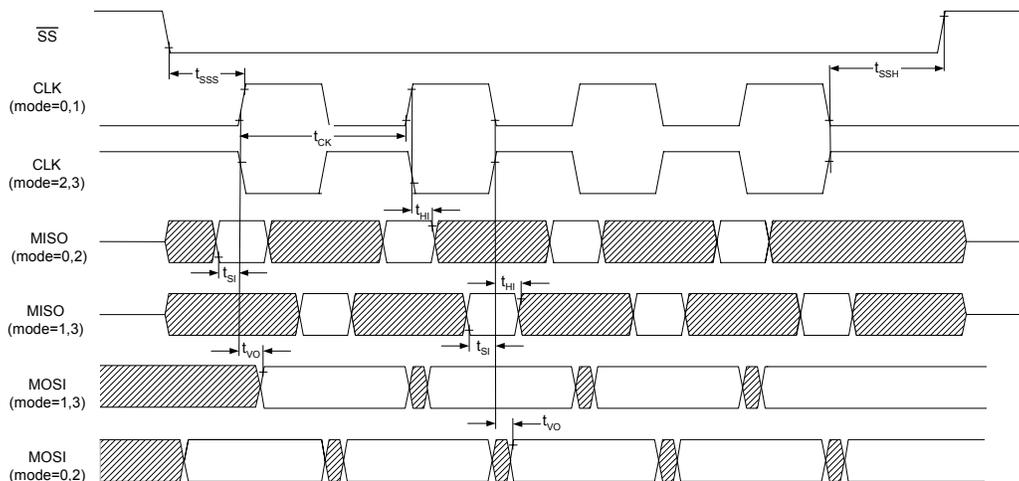 SS
t_SSS
t_SSH
CLK
(mode=0,1)
t_CK
CLK
(mode=2,3)
t_HI
MISO
(mode=0,2)
t_SI
t_HI
MISO
(mode=1,3)
t_SI
t_VO
MOSI
(mode=1,3)
t_VO
MOSI
(mode=0,2)